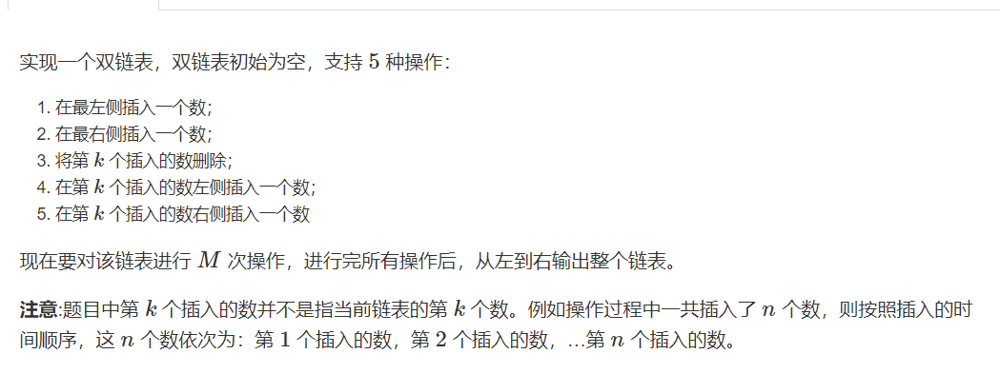 实现一个双链表，双链表初始为空，支持 5 种操作：
1. 在最左侧插入一个数；
2. 在最右侧插入一个数；
3. 将第 k 个插入的数删除；
4. 在第 k 个插入的数左侧插入一个数；
5. 在第 k 个插入的数右侧插入一个数
现在要对该链表进行 M 次操作，进行完所有操作后，从左到右输出整个链表。
注意:题目中第 k 个插入的数并不是指当前链表的第 k 个数。例如操作过程中一共插入了 n 个数，则按照插入的时
间顺序，这 n 个数依次为：第 1 个插入的数，第 2 个插入的数，…第 n 个插入的数。